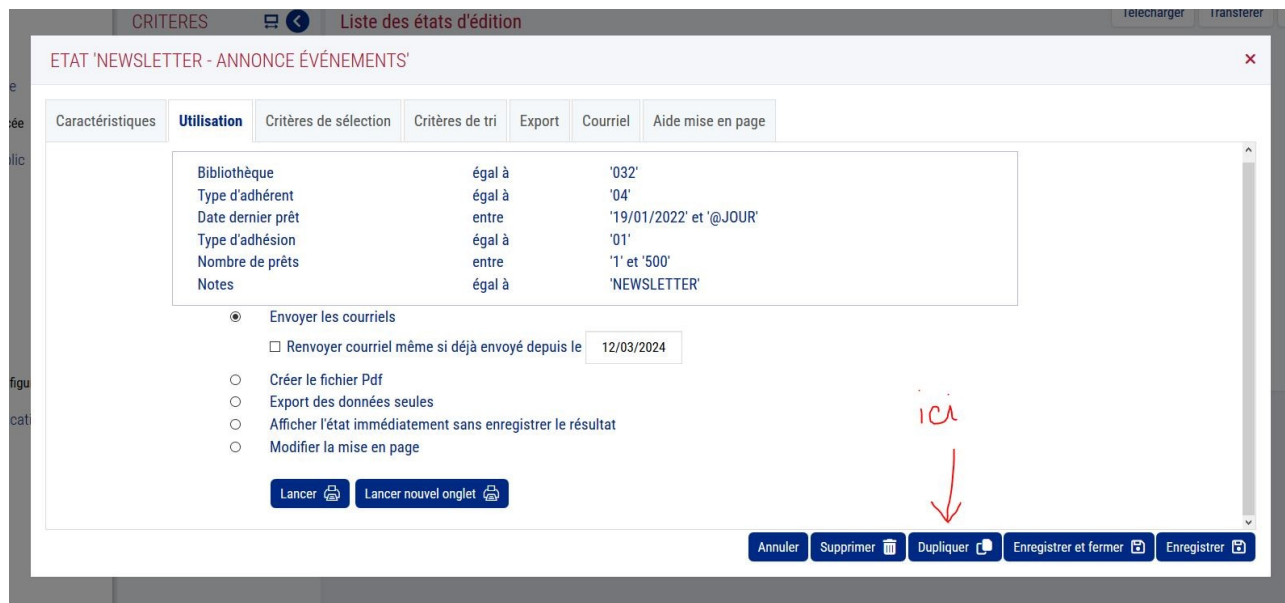 CRITERES
Liste des états d'édition
Télécharger
Transférer
ETAT 'NEWSLETTER - ANNONCE ÉVÉNEMENTS'
Caractéristiques
Utilisation
Critères de sélection
Critères de tri
Export
Courriel
Aide mise en page
Bibliothèque égal à '032'
Type d'adhérent égal à '04'
Date dernier prêt entre '19/01/2022' et '@JOUR'
Type d'adhésion égal à '01'
Nombre de prêts entre '1' et '500'
Notes égal à 'NEWSLETTER'
Envoyer les courriels
Renvoyer courriel même si déjà envoyé depuis le 12/03/2024
Créer le fichier Pdf
Export des données seules
Afficher l'état immédiatement sans enregistrer le résultat
Modifier la mise en page
ici
Lancer
Lancer nouvel onglet
Annuler
Supprimer
Dupliquer
Enregistrer et fermer
Enregistrer